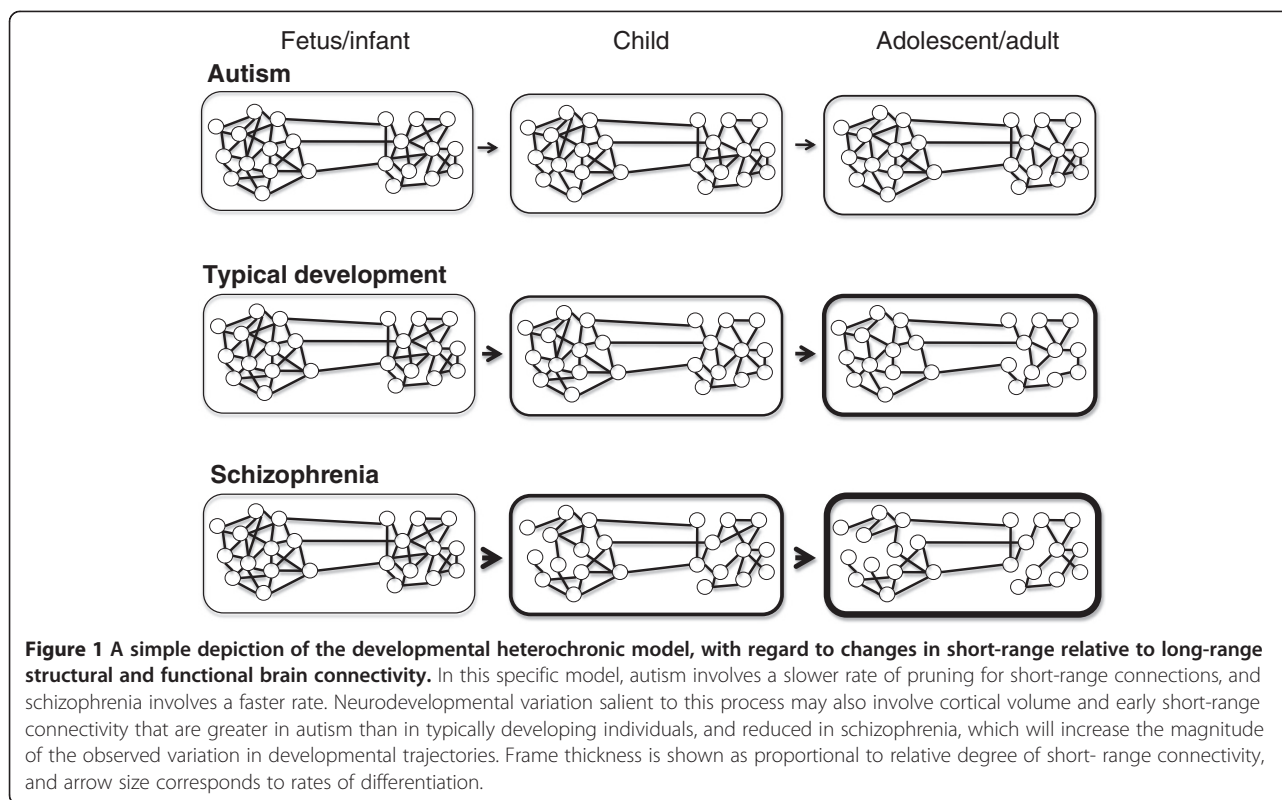 Fetus/infant Child Adolescent/adult
Autism
Typical development
Schizophrenia
Figure 1 A simple depiction of the developmental heterochronic model, with regard to changes in short-range relative to long-range
structural and functional brain connectivity. In this specific model, autism involves a slower rate of pruning for short-range connections, and
schizophrenia involves a faster rate. Neurodevelopmental variation salient to this process may also involve cortical volume and early short-range
connectivity that are greater in autism than in typically developing individuals, and reduced in schizophrenia, which will increase the magnitude
of the observed variation in developmental trajectories. Frame thickness is shown as proportional to relative degree of short- range connectivity,
and arrow size corresponds to rates of differentiation.